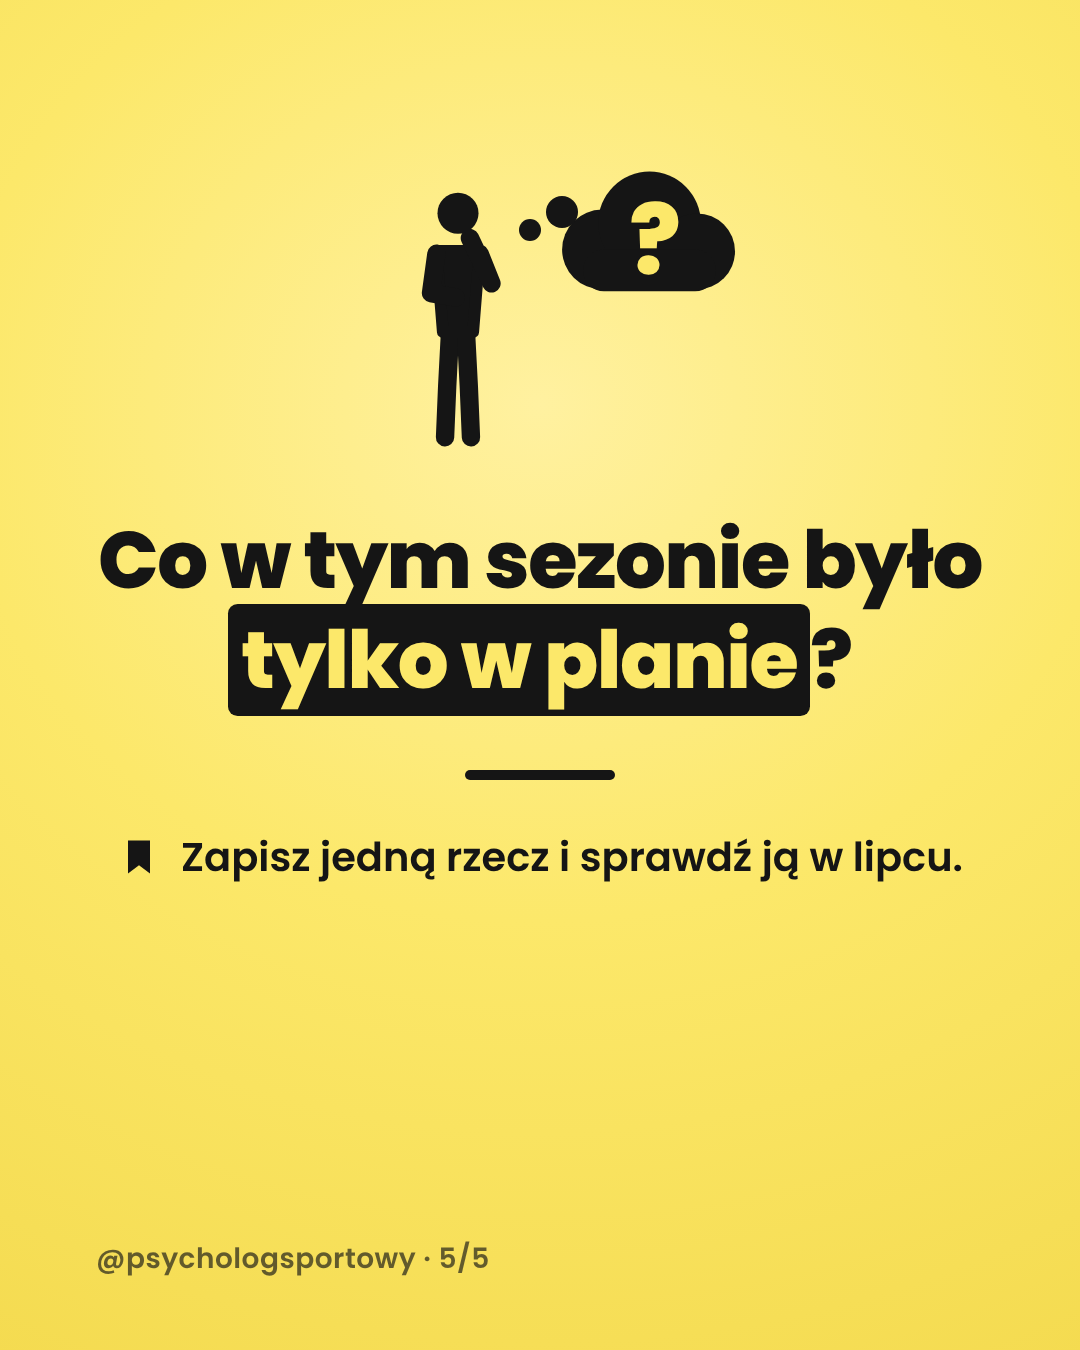 ?
Co w tym sezonie było
tylko w planie?
Zapisz jedną rzecz i sprawdź ją w lipcu.
@psychologsportowy · 5/5